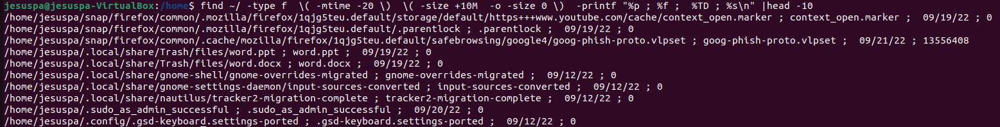 jesuspa@jesuspa-VirtualBox:/home$ find ~/ -type f  \( -mtime -20 \)  \( -size +10M  -o -size 0 \)  -printf "%p ; %f ;  %TD ; %s\n" |head -10
/home/jesuspa/snap/firefox/common/.mozilla/firefox/1qjg5teu.default/storage/default/https+++www.youtube.com/cache/context_open.marker ; context_open.marker ;  09/19/22 ; 0
/home/jesuspa/snap/firefox/common/.mozilla/firefox/1qjg5teu.default/.parentlock ; .parentlock ;  09/19/22 ; 0
/home/jesuspa/snap/firefox/common/.cache/mozilla/firefox/1qjg5teu.default/safebrowsing/google4/goog-phish-proto.vlpset ; goog-phish-proto.vlpset ;  09/21/22 ; 13556408
/home/jesuspa/.local/share/Trash/files/word.ppt ; word.ppt ;  09/19/22 ; 0
/home/jesuspa/.local/share/Trash/files/word.docx ; word.docx ;  09/19/22 ; 0
/home/jesuspa/.local/share/gnome-shell/gnome-overrides-migrated ; gnome-overrides-migrated ;  09/12/22 ; 0
/home/jesuspa/.local/share/gnome-settings-daemon/input-sources-converted ; input-sources-converted ;  09/12/22 ; 0
/home/jesuspa/.local/share/nautilus/tracker2-migration-complete ; tracker2-migration-complete ;  09/12/22 ; 0
/home/jesuspa/.sudo_as_admin_successful ; .sudo_as_admin_successful ;  09/20/22 ; 0
/home/jesuspa/.config/.gsd-keyboard.settings-ported ; .gsd-keyboard.settings-ported ;  09/12/22 ; 0